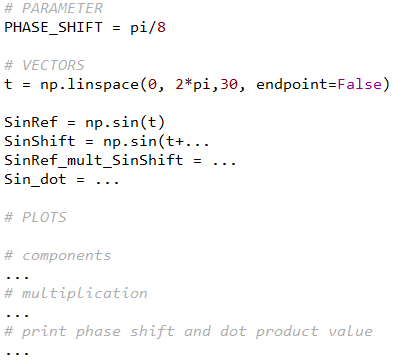 # PARAMETER
PHASE_SHIFT = pi/8
# VECTORS
t = np.linspace(0, 2*pi,30, endpoint=False)
SinRef = np.sin(t)
SinShift = np.sin(t+...
SinRef_mult_SinShift = ...
Sin_dot = ...
# PLOTS
# components
...
# multiplication
...
# print phase shift and dot product value
...